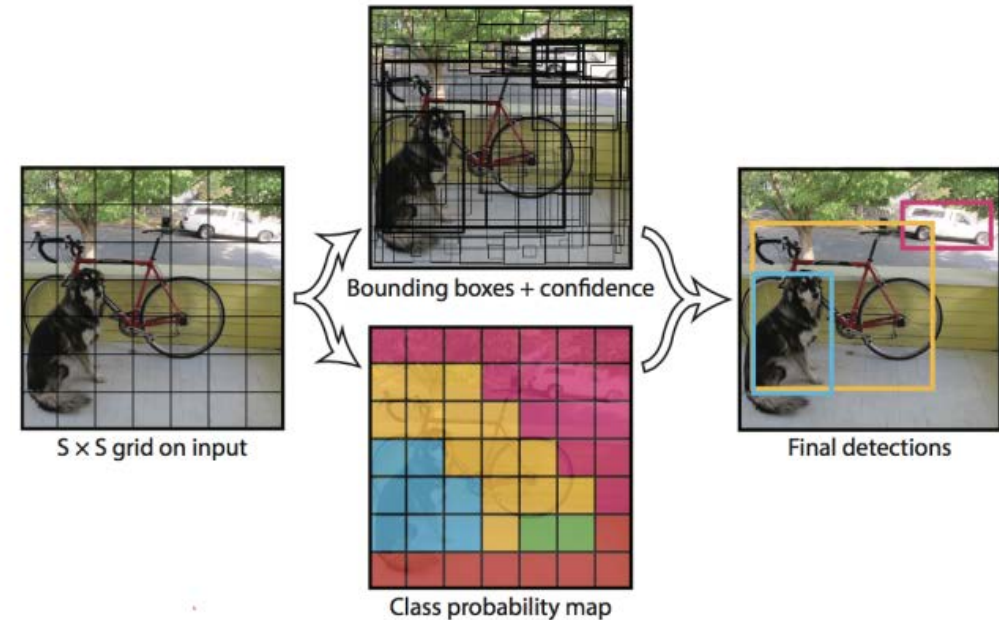 Bounding boxes + confidence
S × S grid on input
Final detections
Class probability map